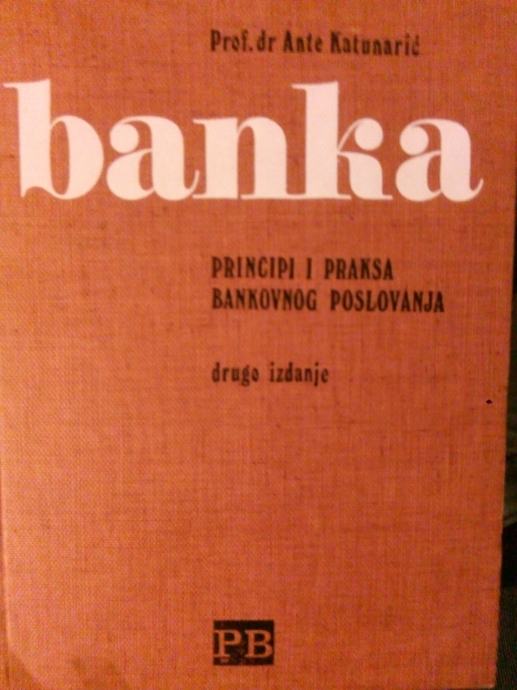 Prof. dr Ante Katunarić
banka
PRINCIPI I PRAKSA
BANKOVNOG POSLOVANJA
drugo izdanje
PB